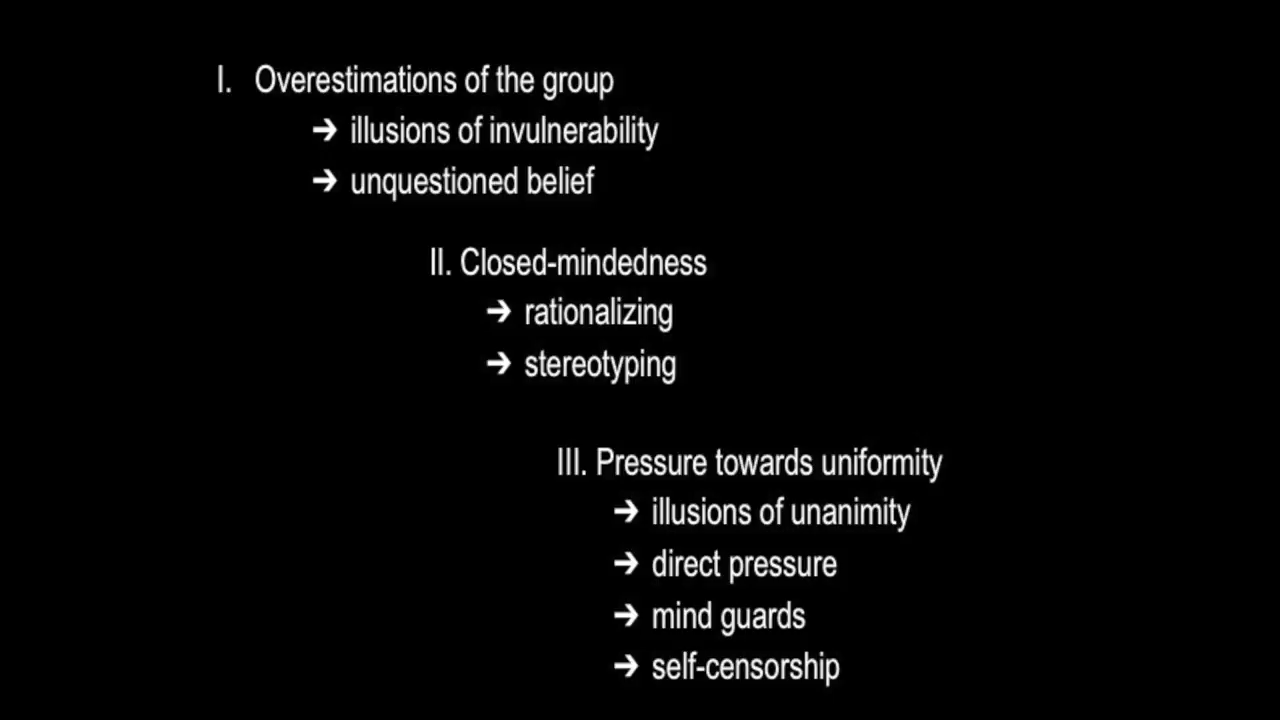 I. Overestimations of the group
➔ illusions of invulnerability
➔ unquestioned belief
II. Closed-mindedness
➔ rationalizing
➔ stereotyping
III. Pressure towards uniformity
➔ illusions of unanimity
➔ direct pressure
➔ mind guards
➔ self-censorship